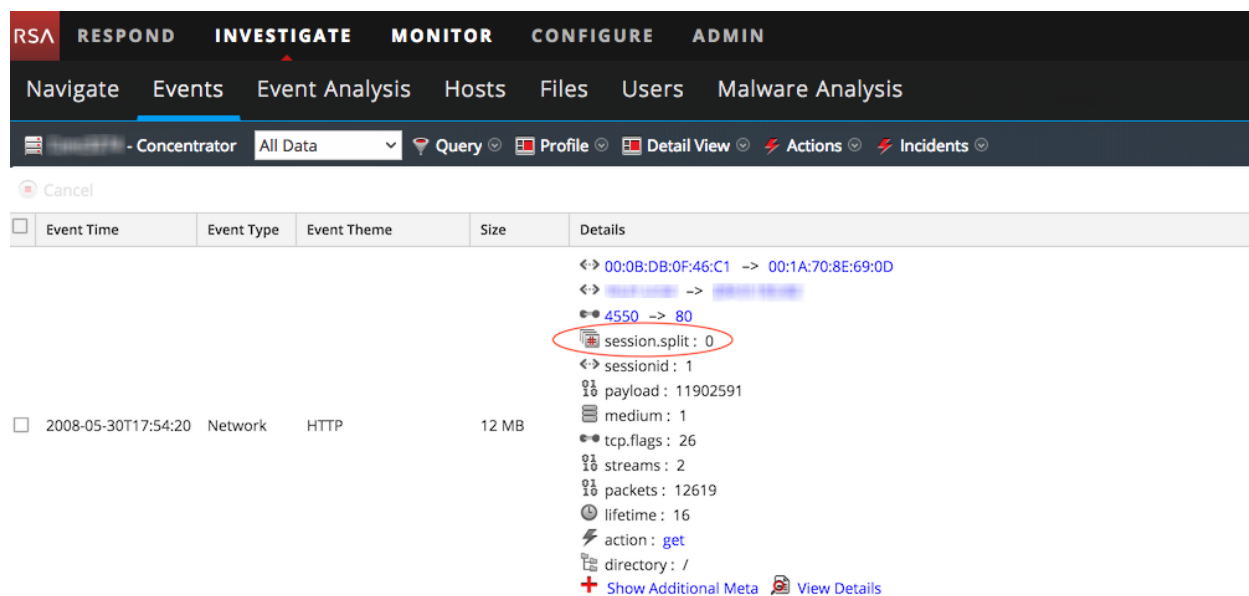 RSA RESPOND INVESTIGATE MONITOR CONFIGURE ADMIN
Navigate Events Event Analysis Hosts Files Users Malware Analysis
- Concentrator All Data Query Profile Detail View Actions Incidents
Cancel
Event Time Event Type Event Theme Size Details
00:0B:DB:0F:46:C1 –> 00:1A:70:8E:69:0D
–>
4550 –> 80
session.split : 0
sessionid : 1
payload : 11902591
medium : 1
2008-05-30T17:54:20 Network HTTP 12 MB
tcp.flags : 26
streams : 2
packets : 12619
lifetime : 16
action : get
directory : /
Show Additional Meta View Details